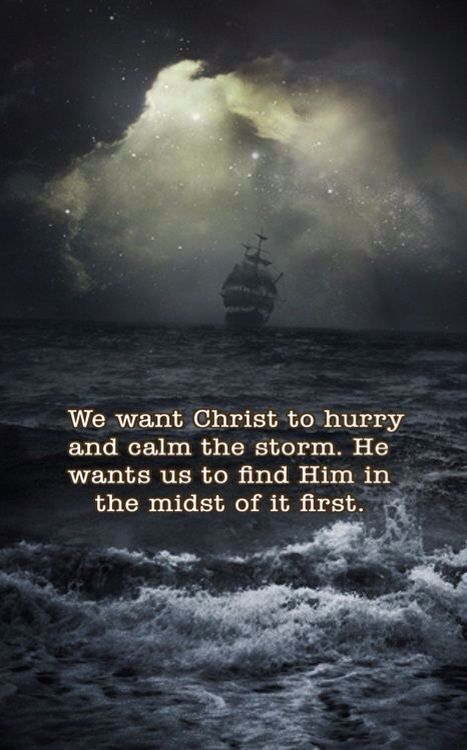 We want Christ to hurry
and calm the storm. He
wants us to find Him in
the midst of it first.